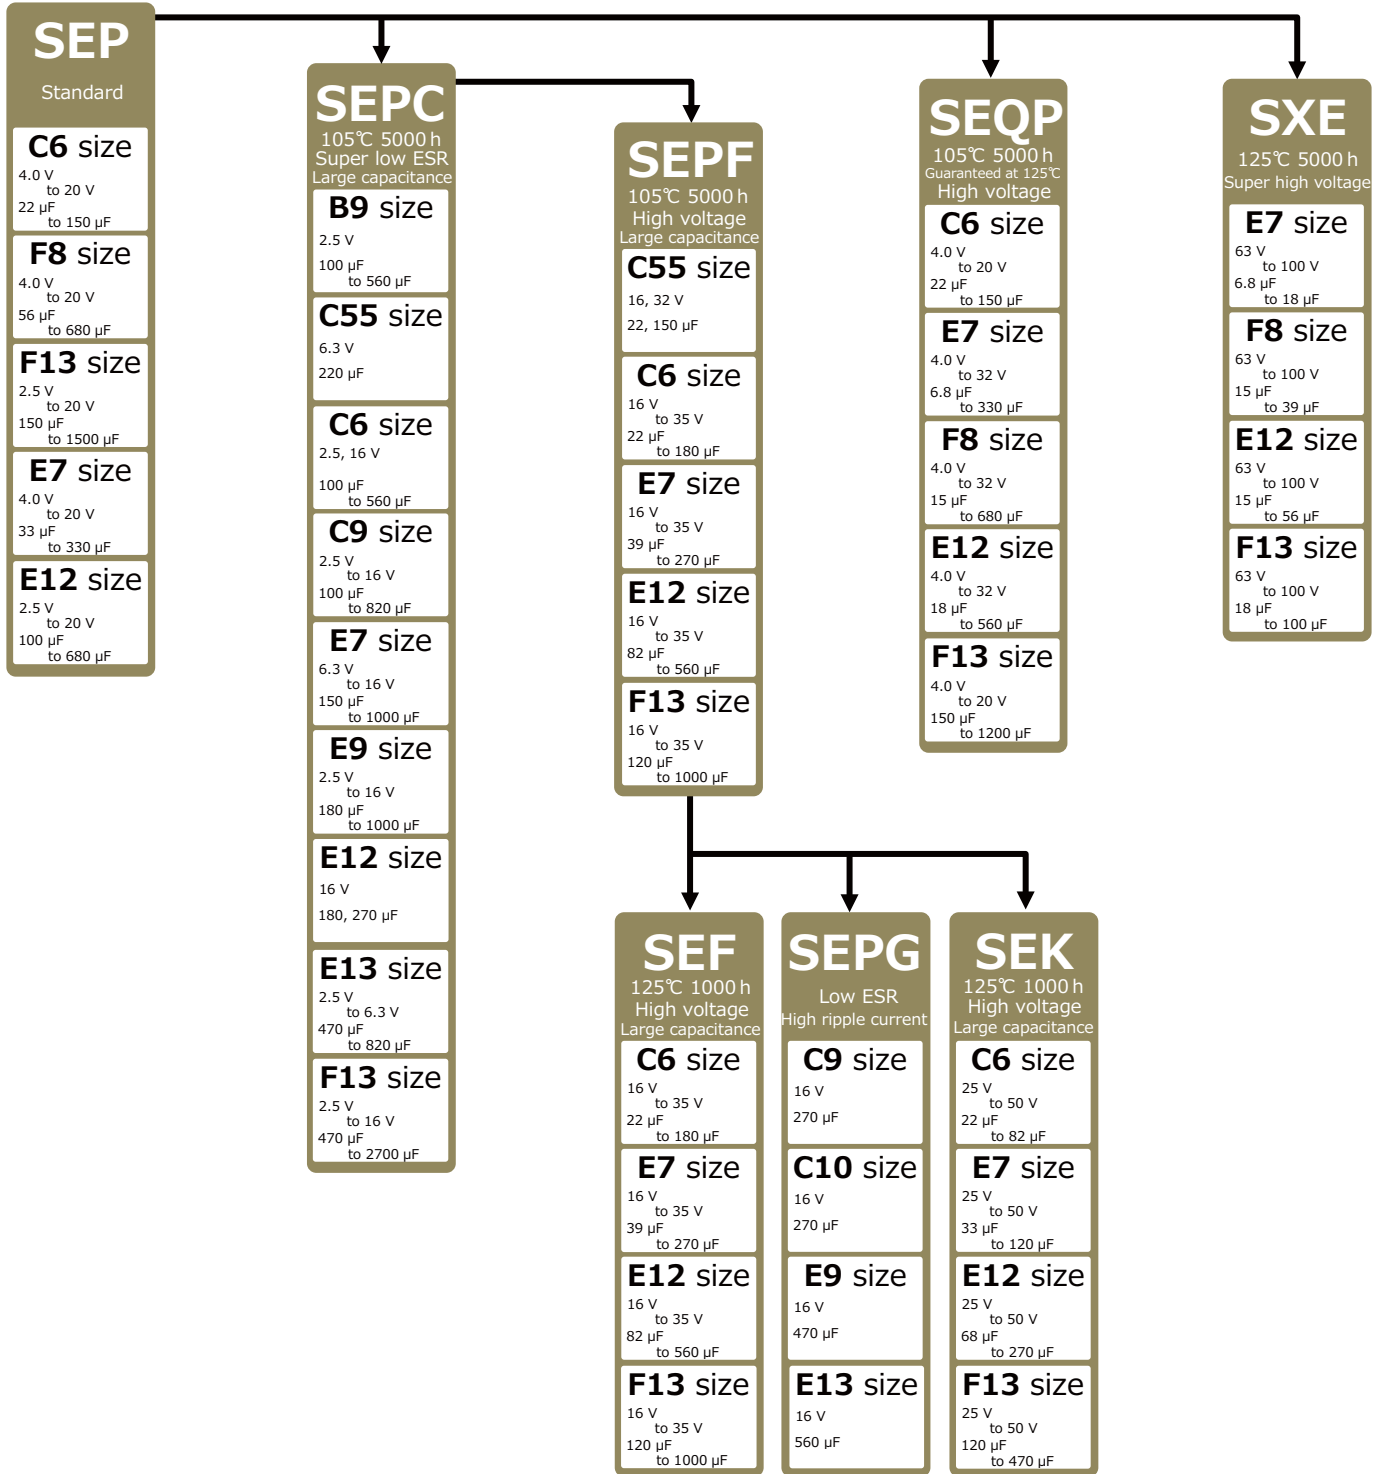 SEP
Standard
C6 size
4.0 V
to 20 V
22 μF
to 150 μF
F8 size
4.0 V
to 20 V
56 μF
to 680 μF
F13 size
2.5 V
to 20 V
150 μF
to 1500 μF
E7 size
4.0 V
to 20 V
33 μF
to 330 μF
E12 size
2.5 V
to 20 V
100 μF
to 680 μF
SEPC
105℃ 5000 h
Super low ESR
Large capacitance
B9 size
2.5 V
100 μF
to 560 μF
C55 size
6.3 V
220 μF
C6 size
2.5, 16 V
100 μF
to 560 μF
C9 size
2.5 V
to 16 V
100 μF
to 820 μF
E7 size
6.3 V
to 16 V
150 μF
to 1000 μF
E9 size
2.5 V
to 16 V
180 μF
to 1000 μF
E12 size
16 V
180, 270 μF
E13 size
2.5 V
to 6.3 V
470 μF
to 820 μF
F13 size
2.5 V
to 16 V
470 μF
to 2700 μF
SEPF
105℃ 5000 h
High voltage
Large capacitance
C55 size
16, 32 V
22, 150 μF
C6 size
16 V
to 35 V
22 μF
to 180 μF
E7 size
16 V
to 35 V
39 μF
to 270 μF
E12 size
16 V
to 35 V
82 μF
to 560 μF
F13 size
16 V
to 35 V
120 μF
to 1000 μF
SEQP
105℃ 5000 h
Guaranteed at 125℃
High voltage
C6 size
4.0 V
to 20 V
22 μF
to 150 μF
E7 size
4.0 V
to 32 V
6.8 μF
to 330 μF
F8 size
4.0 V
to 32 V
15 μF
to 680 μF
E12 size
4.0 V
to 32 V
18 μF
to 560 μF
F13 size
4.0 V
to 20 V
150 μF
to 1200 μF
SXE
125℃ 5000 h
Super high voltage
E7 size
63 V
to 100 V
6.8 μF
to 18 μF
F8 size
63 V
to 100 V
15 μF
to 39 μF
E12 size
63 V
to 100 V
15 μF
to 56 μF
F13 size
63 V
to 100 V
18 μF
to 100 μF
SEF
125℃ 1000 h
High voltage
Large capacitance
C6 size
16 V
to 35 V
22 μF
to 180 μF
E7 size
16 V
to 35 V
39 μF
to 270 μF
E12 size
16 V
to 35 V
82 μF
to 560 μF
F13 size
16 V
to 35 V
120 μF
to 1000 μF
SEPG
Low ESR
High ripple current
C9 size
16 V
270 μF
C10 size
16 V
270 μF
E9 size
16 V
470 μF
E13 size
16 V
560 μF
SEK
125℃ 1000 h
High voltage
Large capacitance
C6 size
25 V
to 50 V
22 μF
to 82 μF
E7 size
25 V
to 50 V
33 μF
to 120 μF
E12 size
25 V
to 50 V
68 μF
to 270 μF
F13 size
25 V
to 50 V
120 μF
to 470 μF